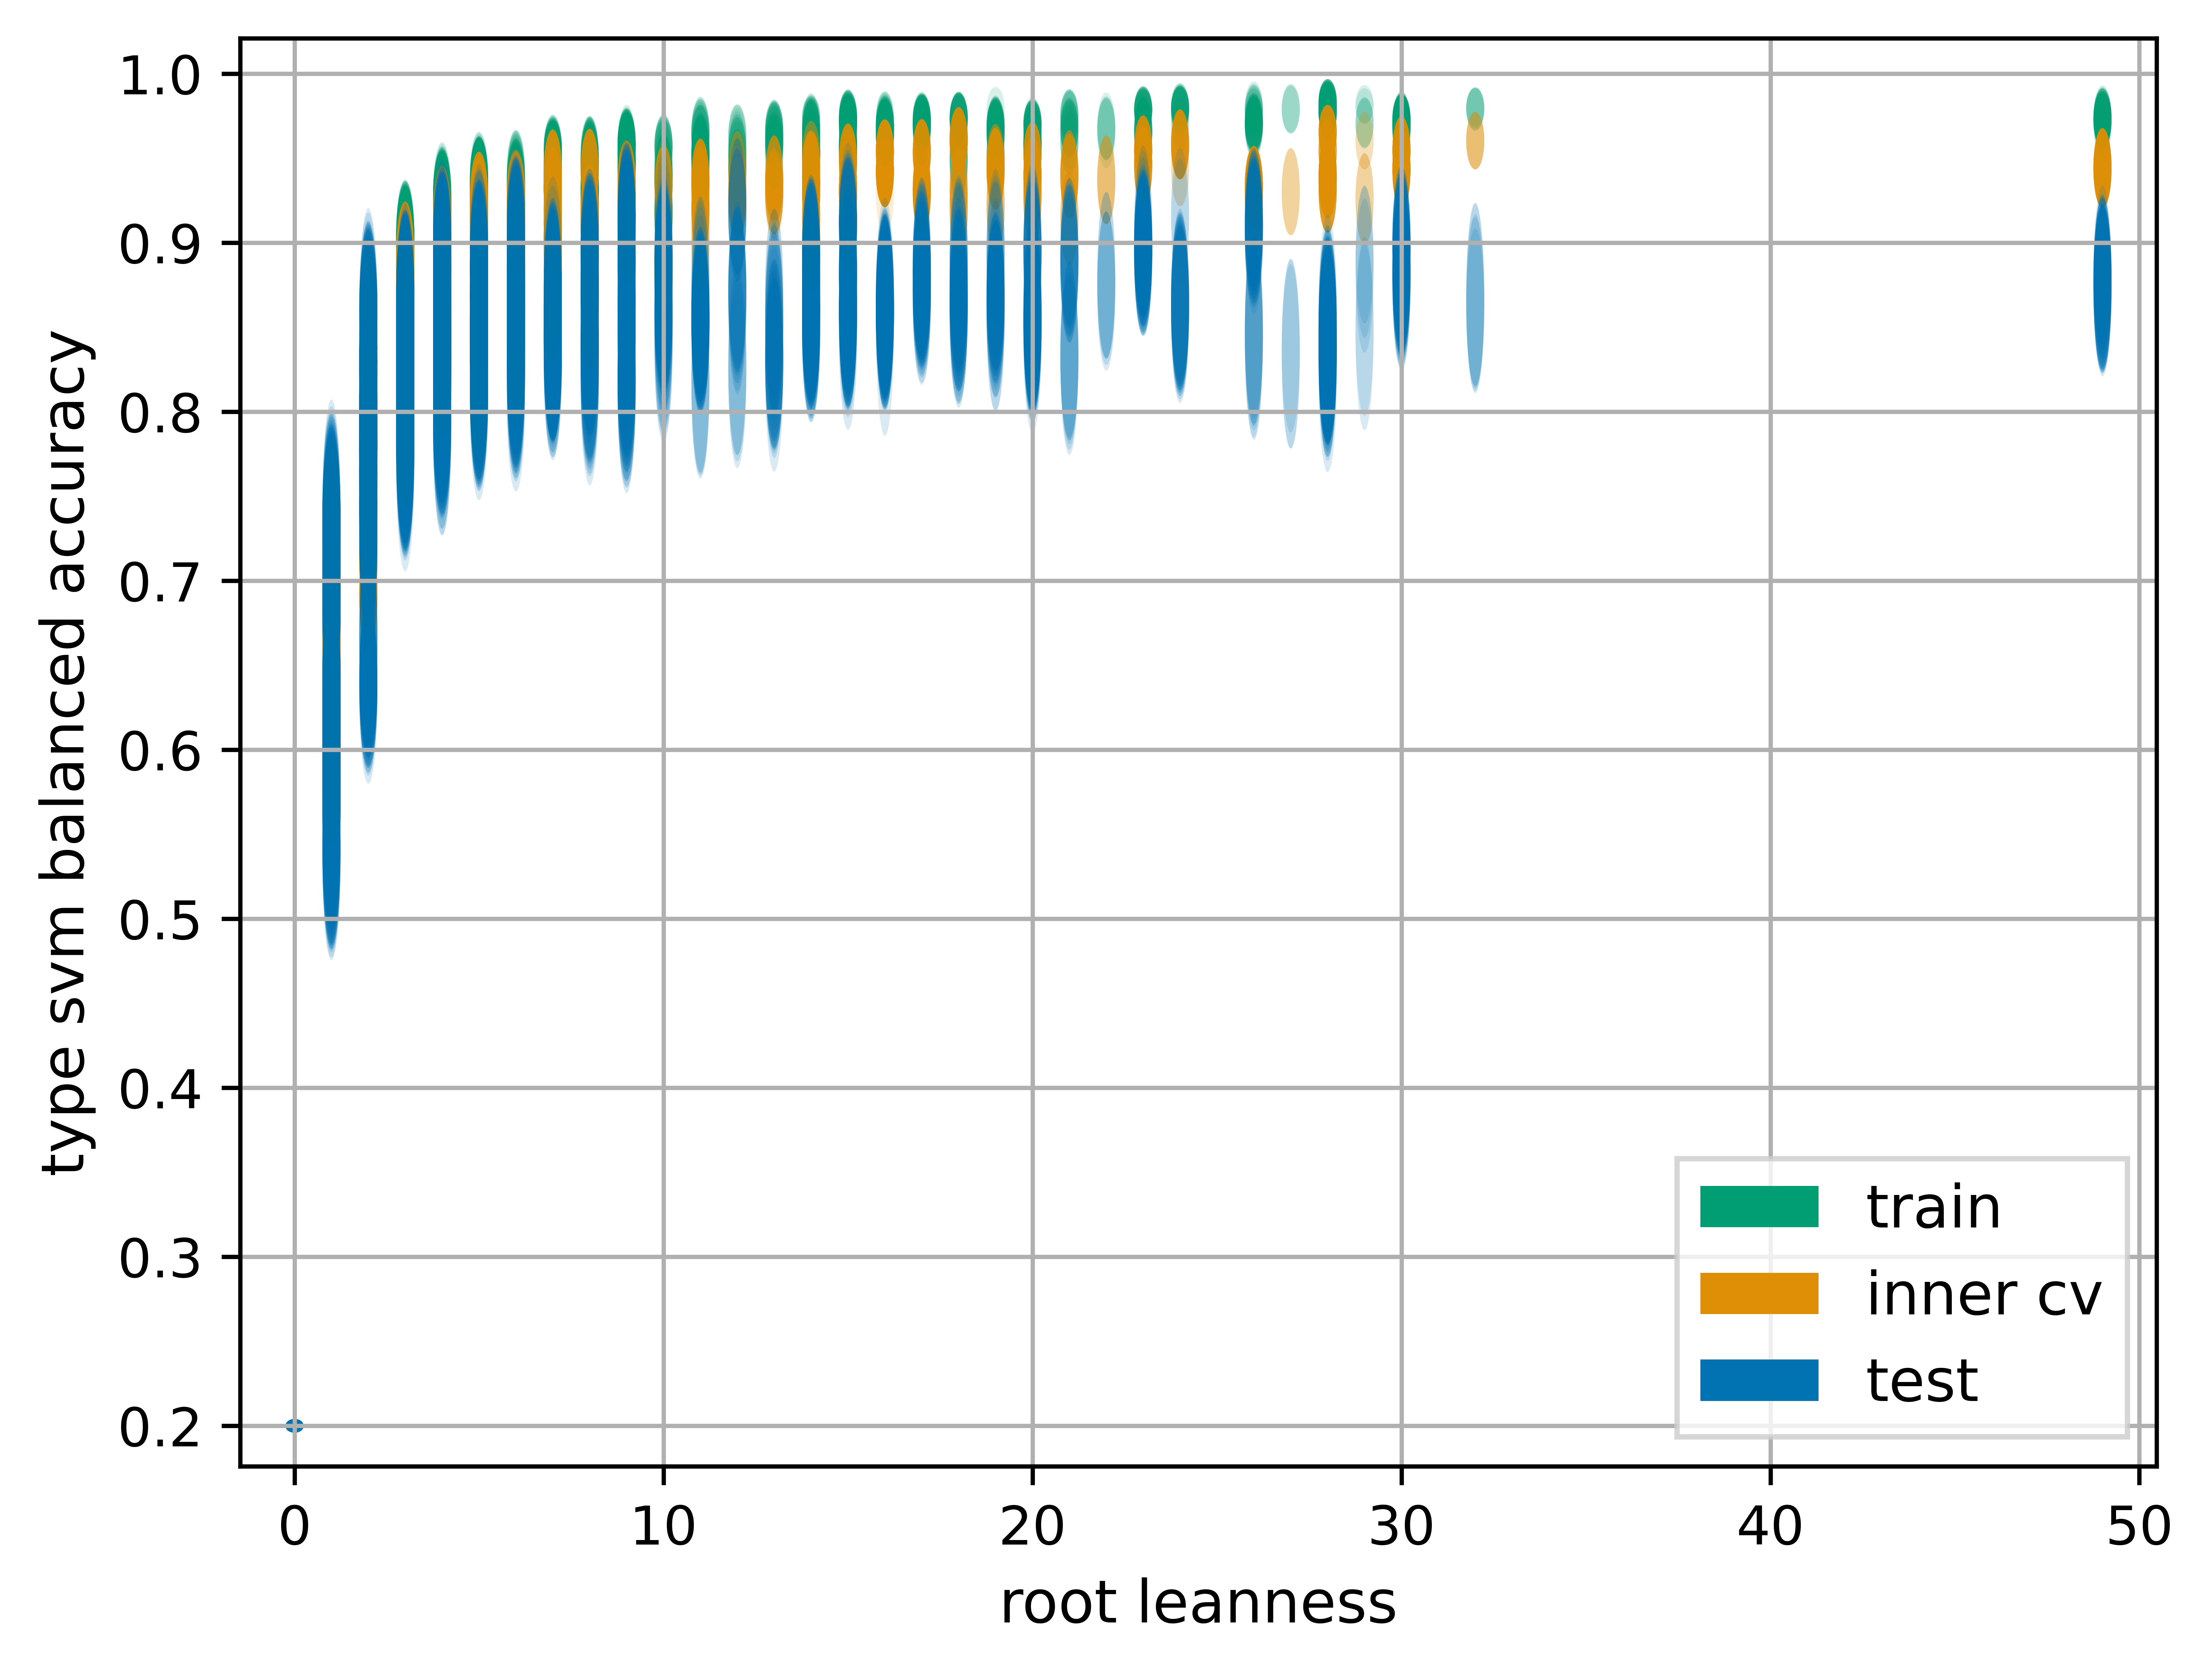 1.0
0.9
0.8
0.7
0.6
0.5
0.4
0.3
0.2
type svm balanced accuracy
train
inner cv
test
0 10 20 30 40 50
root leanness